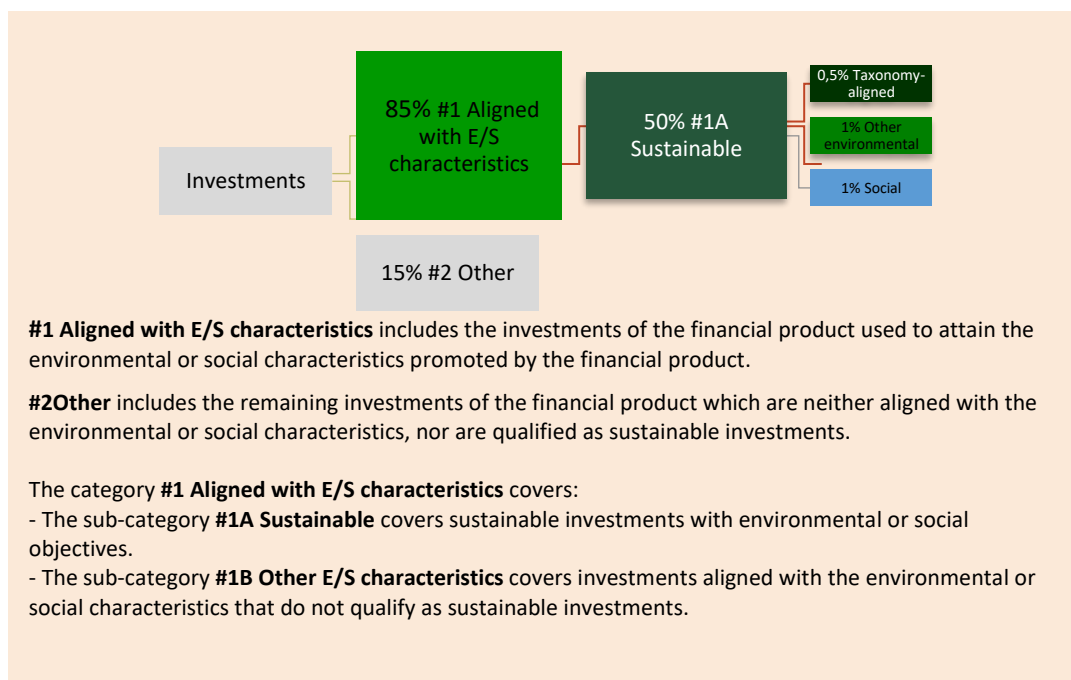 Investments
85% #1 Aligned
with E/S
characteristics
15% #2 Other
50% #1A
Sustainable
0,5% Taxonomy-
aligned
1% Other
environmental
1% Social
#1 Aligned with E/S characteristics includes the investments of the financial product used to attain the
environmental or social characteristics promoted by the financial product.
#2Other includes the remaining investments of the financial product which are neither aligned with the
environmental or social characteristics, nor are qualified as sustainable investments.
The category #1 Aligned with E/S characteristics covers:
- The sub-category #1A Sustainable covers sustainable investments with environmental or social
objectives.
- The sub-category #1B Other E/S characteristics covers investments aligned with the environmental or
social characteristics that do not qualify as sustainable investments.